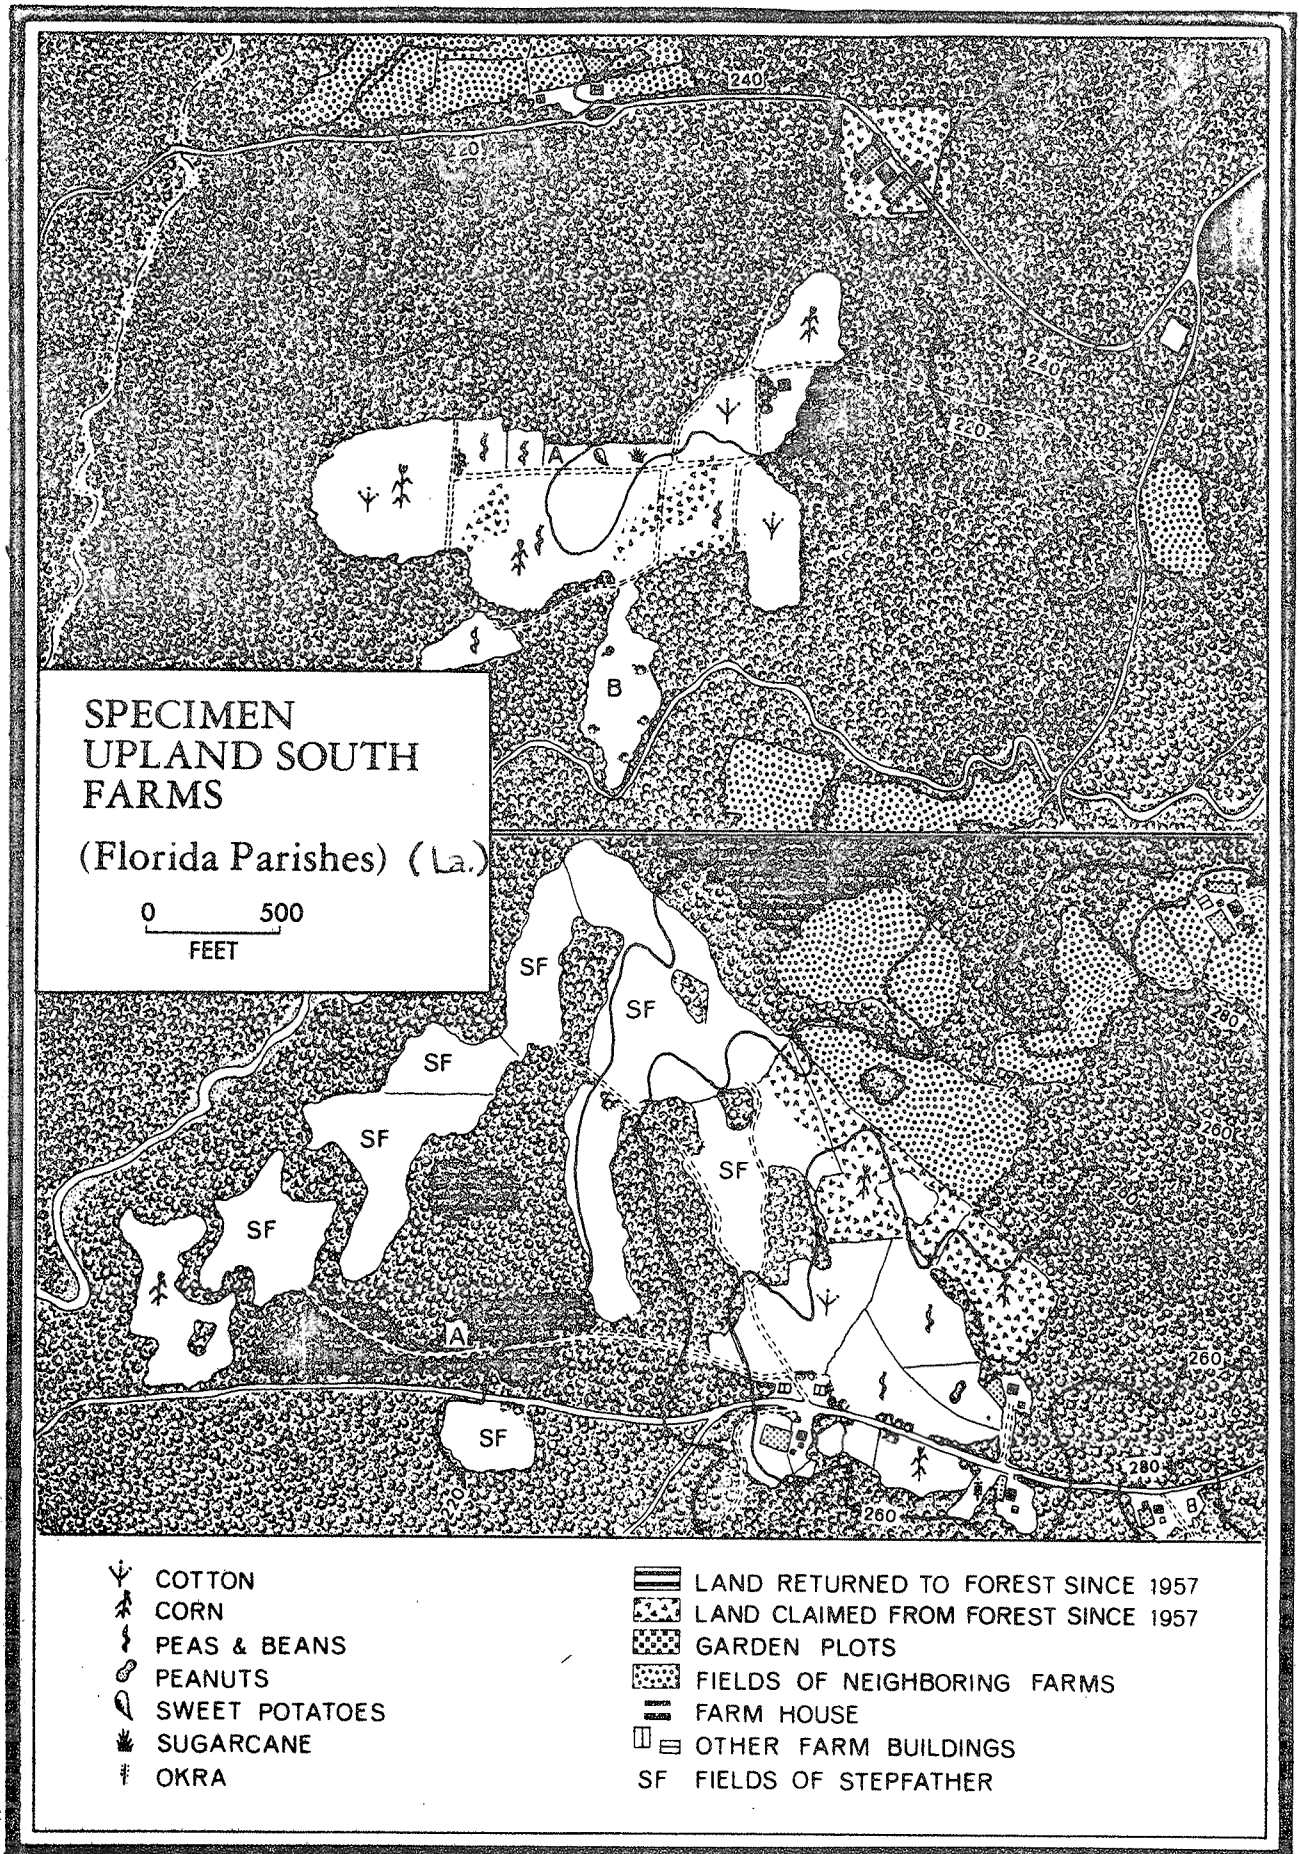 240
20
240
220
A
B
SPECIMEN
UPLAND SOUTH
FARMS
(Florida Parishes) (La.)
0 500
FEET
SF
SF
SF
280
SF
260
SF
SF
SF
A
260
SF
280
20
260
B
COTTON
CORN
PEAS & BEANS
PEANUTS
SWEET POTATOES
SUGARCANE
OKRA
LAND RETURNED TO FOREST SINCE 1957
LAND CLAIMED FROM FOREST SINCE 1957
GARDEN PLOTS
FIELDS OF NEIGHBORING FARMS
FARM HOUSE
OTHER FARM BUILDINGS
SF FIELDS OF STEPFATHER